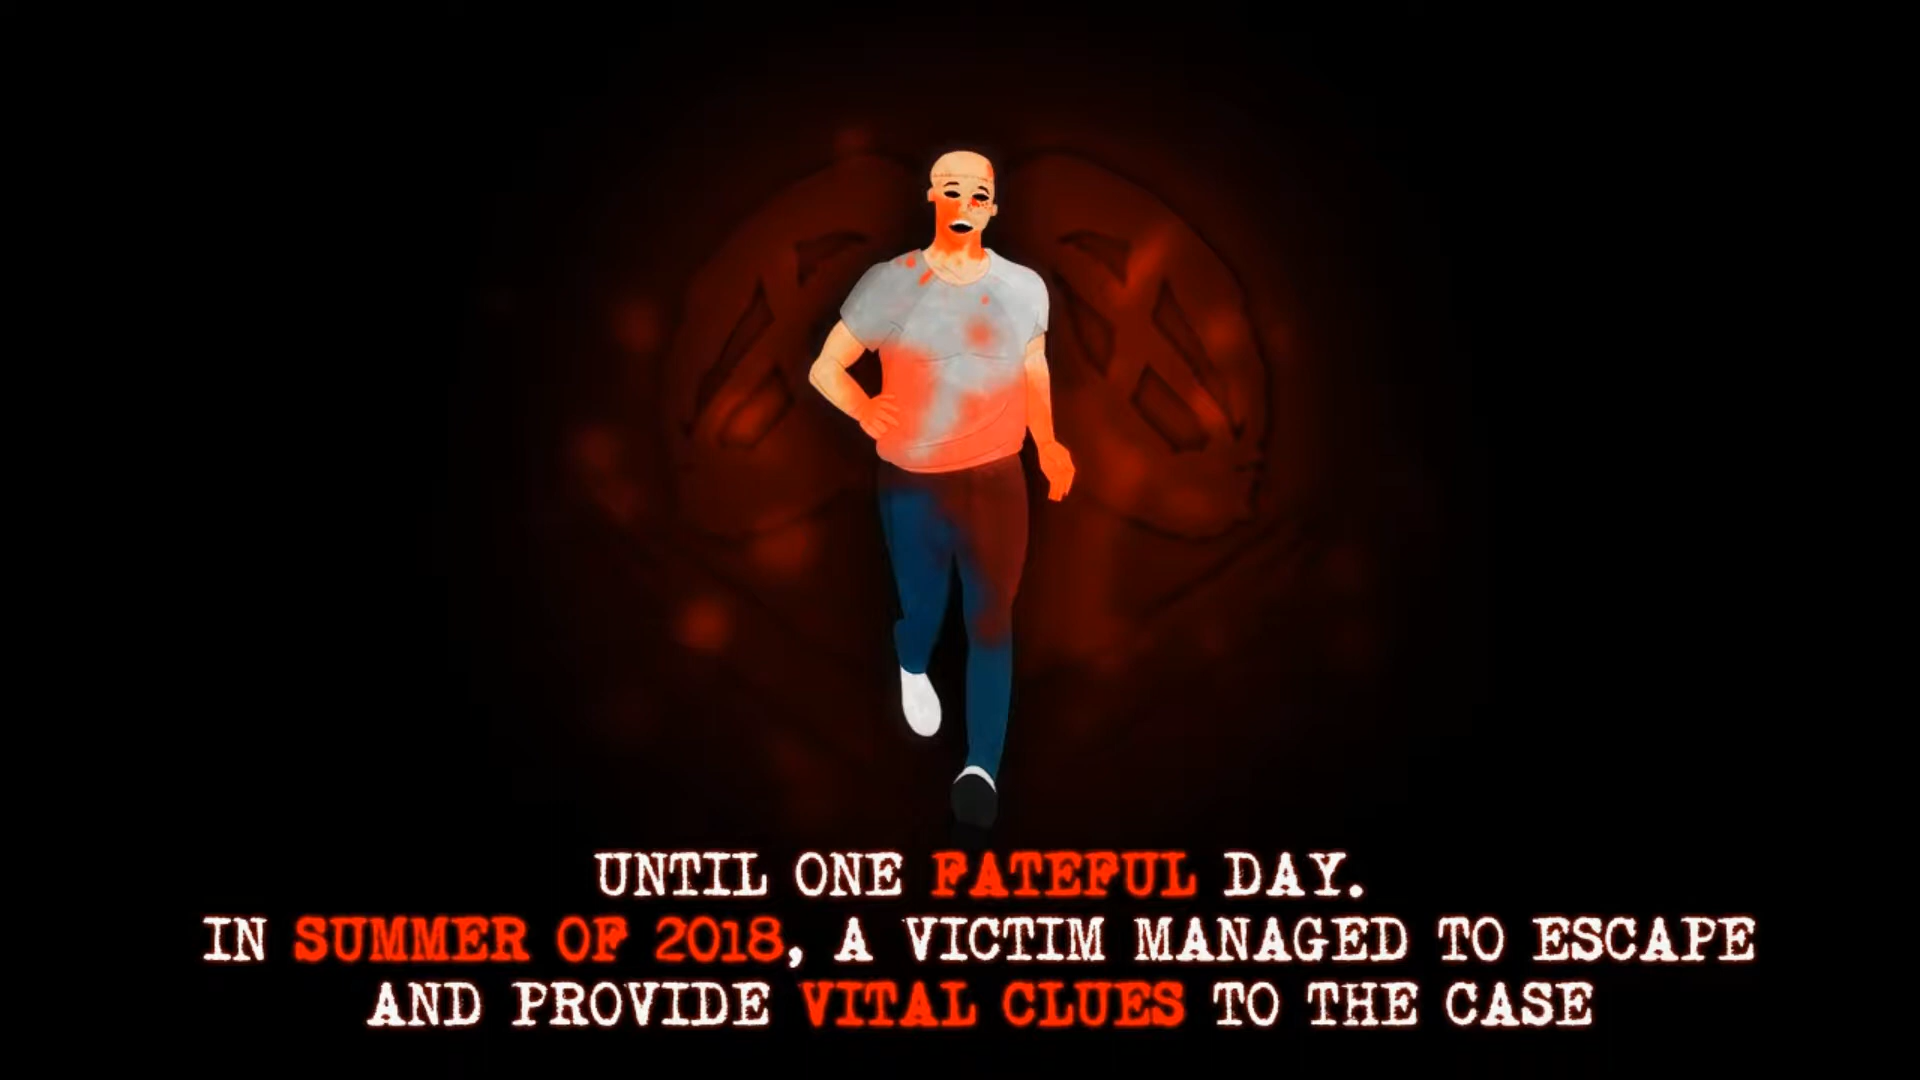 UNTIL ONE FATEFUL DAY.
IN SUMMER OF 2018, A VICTIM MANAGED TO ESCAPE
AND PROVIDE VITAL CLUES TO THE CASE